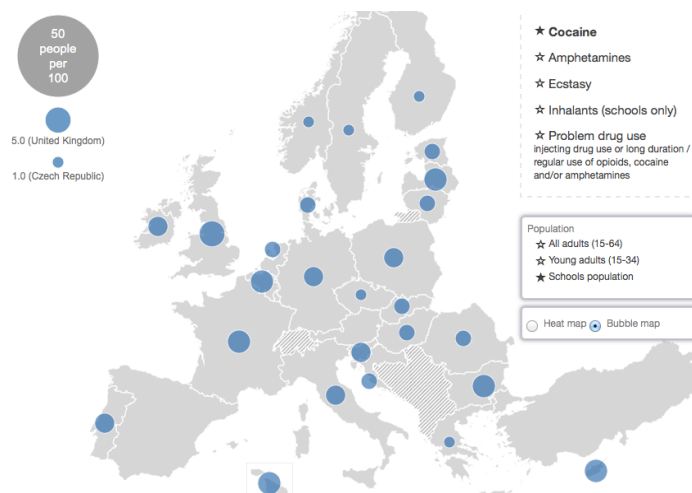 50
people
per
100
5.0 (United Kingdom)
1.0 (Czech Republic)
★ Cocaine
☆ Amphetamines
☆ Ecstasy
☆ Inhalants (schools only)
☆ Problem drug use
injecting drug use or long duration /
regular use of opioids, cocaine
and/or amphetamines
Population
☆ All adults (15-64)
☆ Young adults (15-34)
★ Schools population
Heat map Bubble map